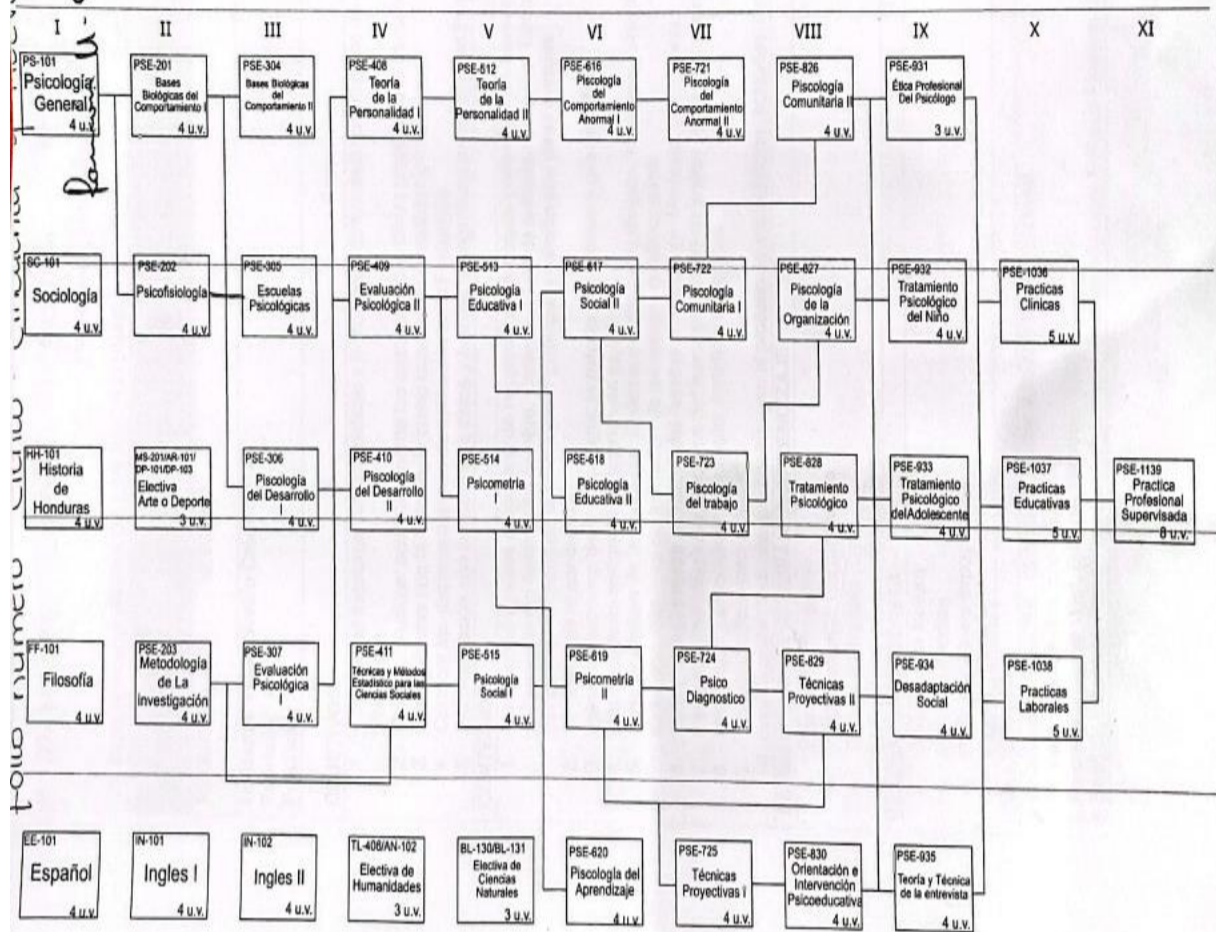 I II III IV V VI VII VIII IX X XI
PS-101
Psicología
General
4 u.v.
PSE-201
Bases
Biológicas del
Comportamiento I
4 u.v.
PSE-304
Bases Biológicas
del
Comportamiento II
4 u.v.
PSE-408
Teoría
de la
Personalidad I
4 u.v.
PSE-512
Teoría
de la
Personalidad II
4 u.v.
PSE-616
Piscología
del
Comportamiento
Anormal I
4 u.v.
PSE-721
Piscología
del
Comportamiento
Anormal II
4 u.v.
PSE-826
Piscología
Comunitaria II
4 u.v.
PSE-931
Ética Profesional
Del Psicólogo
3 u.v.
SC-101
Sociología
4 u.v.
PSE-202
Psicofisiología
4 u.v.
PSE-305
Escuelas
Psicológicas
4 u.v.
PSE-409
Evaluación
Psicológica II
4 u.v.
PSE-513
Psicología
Educativa I
4 u.v.
PSE-617
Psicología
Social II
4 u.v.
PSE-722
Piscología
Comunitaria I
4 u.v.
PSE-827
Piscología
de la
Organización
4 u.v.
PSE-932
Tratamiento
Psicológico
del Niño
4 u.v.
PSE-1036
Practicas
Clinicas
5 u.v.
HH-101
Historia
de
Honduras
4 u.v.
MS-201/AR-101/
DP-101/DP-103
Electiva
Arte o Deporte
3 u.v.
PSE-306
Piscología
del Desarrollo
I
4 u.v.
PSE-410
Piscología
del Desarrollo
II
4 u.v.
PSE-514
Psicometría
I
4 u.v.
PSE-618
Psicología
Educativa II
4 u.v.
PSE-723
Piscología
del trabajo
4 u.v.
PSE-828
Tratamiento
Psicológico
4 u.v.
PSE-933
Tratamiento
Psicológico
delAdolescente
4 u.v.
PSE-1037
Practicas
Educativas
5 u.v.
PSE-1139
Practica
Profesional
Supervisada
8 u.v.
FF-101
Filosofía
4 u.v.
PSE-203
Metodología
de La
investigación
4 u.v.
PSE-307
Evaluación
Psicológica
I
4 u.v.
PSE-411
Técnicas y Métodos
Estadístico para las
Ciencias Sociales
4 u.v.
PSE-515
Psicología
Social I
4 u.v.
PSE-619
Psicometría
II
4 u.v.
PSE-724
Psico
Diagnostico
4 u.v.
PSE-829
Técnicas
Proyectivas II
4 u.v.
PSE-934
Desadaptación
Social
4 u.v.
PSE-1038
Practicas
Laborales
5 u.v.
EE-101
Español
4 u.v.
IN-101
Ingles I
4 u.v.
IN-102
Ingles II
4 u.v.
TL-406/AN-102
Electiva de
Humanidades
3 u.v.
BL-130/BL-131
Electiva de
Ciencias
Naturales
3 u.v.
PSE-620
Piscología del
Aprendizaje
4 u.v.
PSE-725
Técnicas
Proyectivas I
4 u.v.
PSE-830
Orientación e
Intervención
Psicoeducativa
4 u.v.
PSE-935
Teoría y Técnica
de la entrevista
4 u.v.
Folio número ciento cincuenta